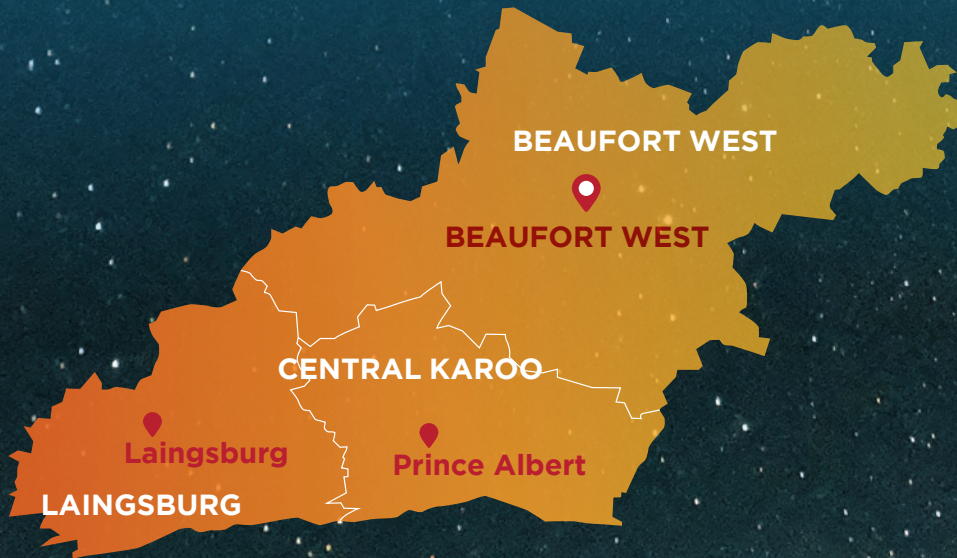 BEAUFORT WEST
BEAUFORT WEST
CENTRAL KAROO
Laingsburg
Prince Albert
LAINGSBURG